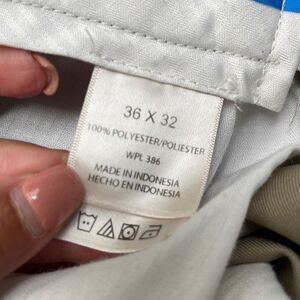 36 X 32
100% POLYESTER/POLIESTER
WPL 386
MADE IN INDONESIA
HECHO EN INDONESIA